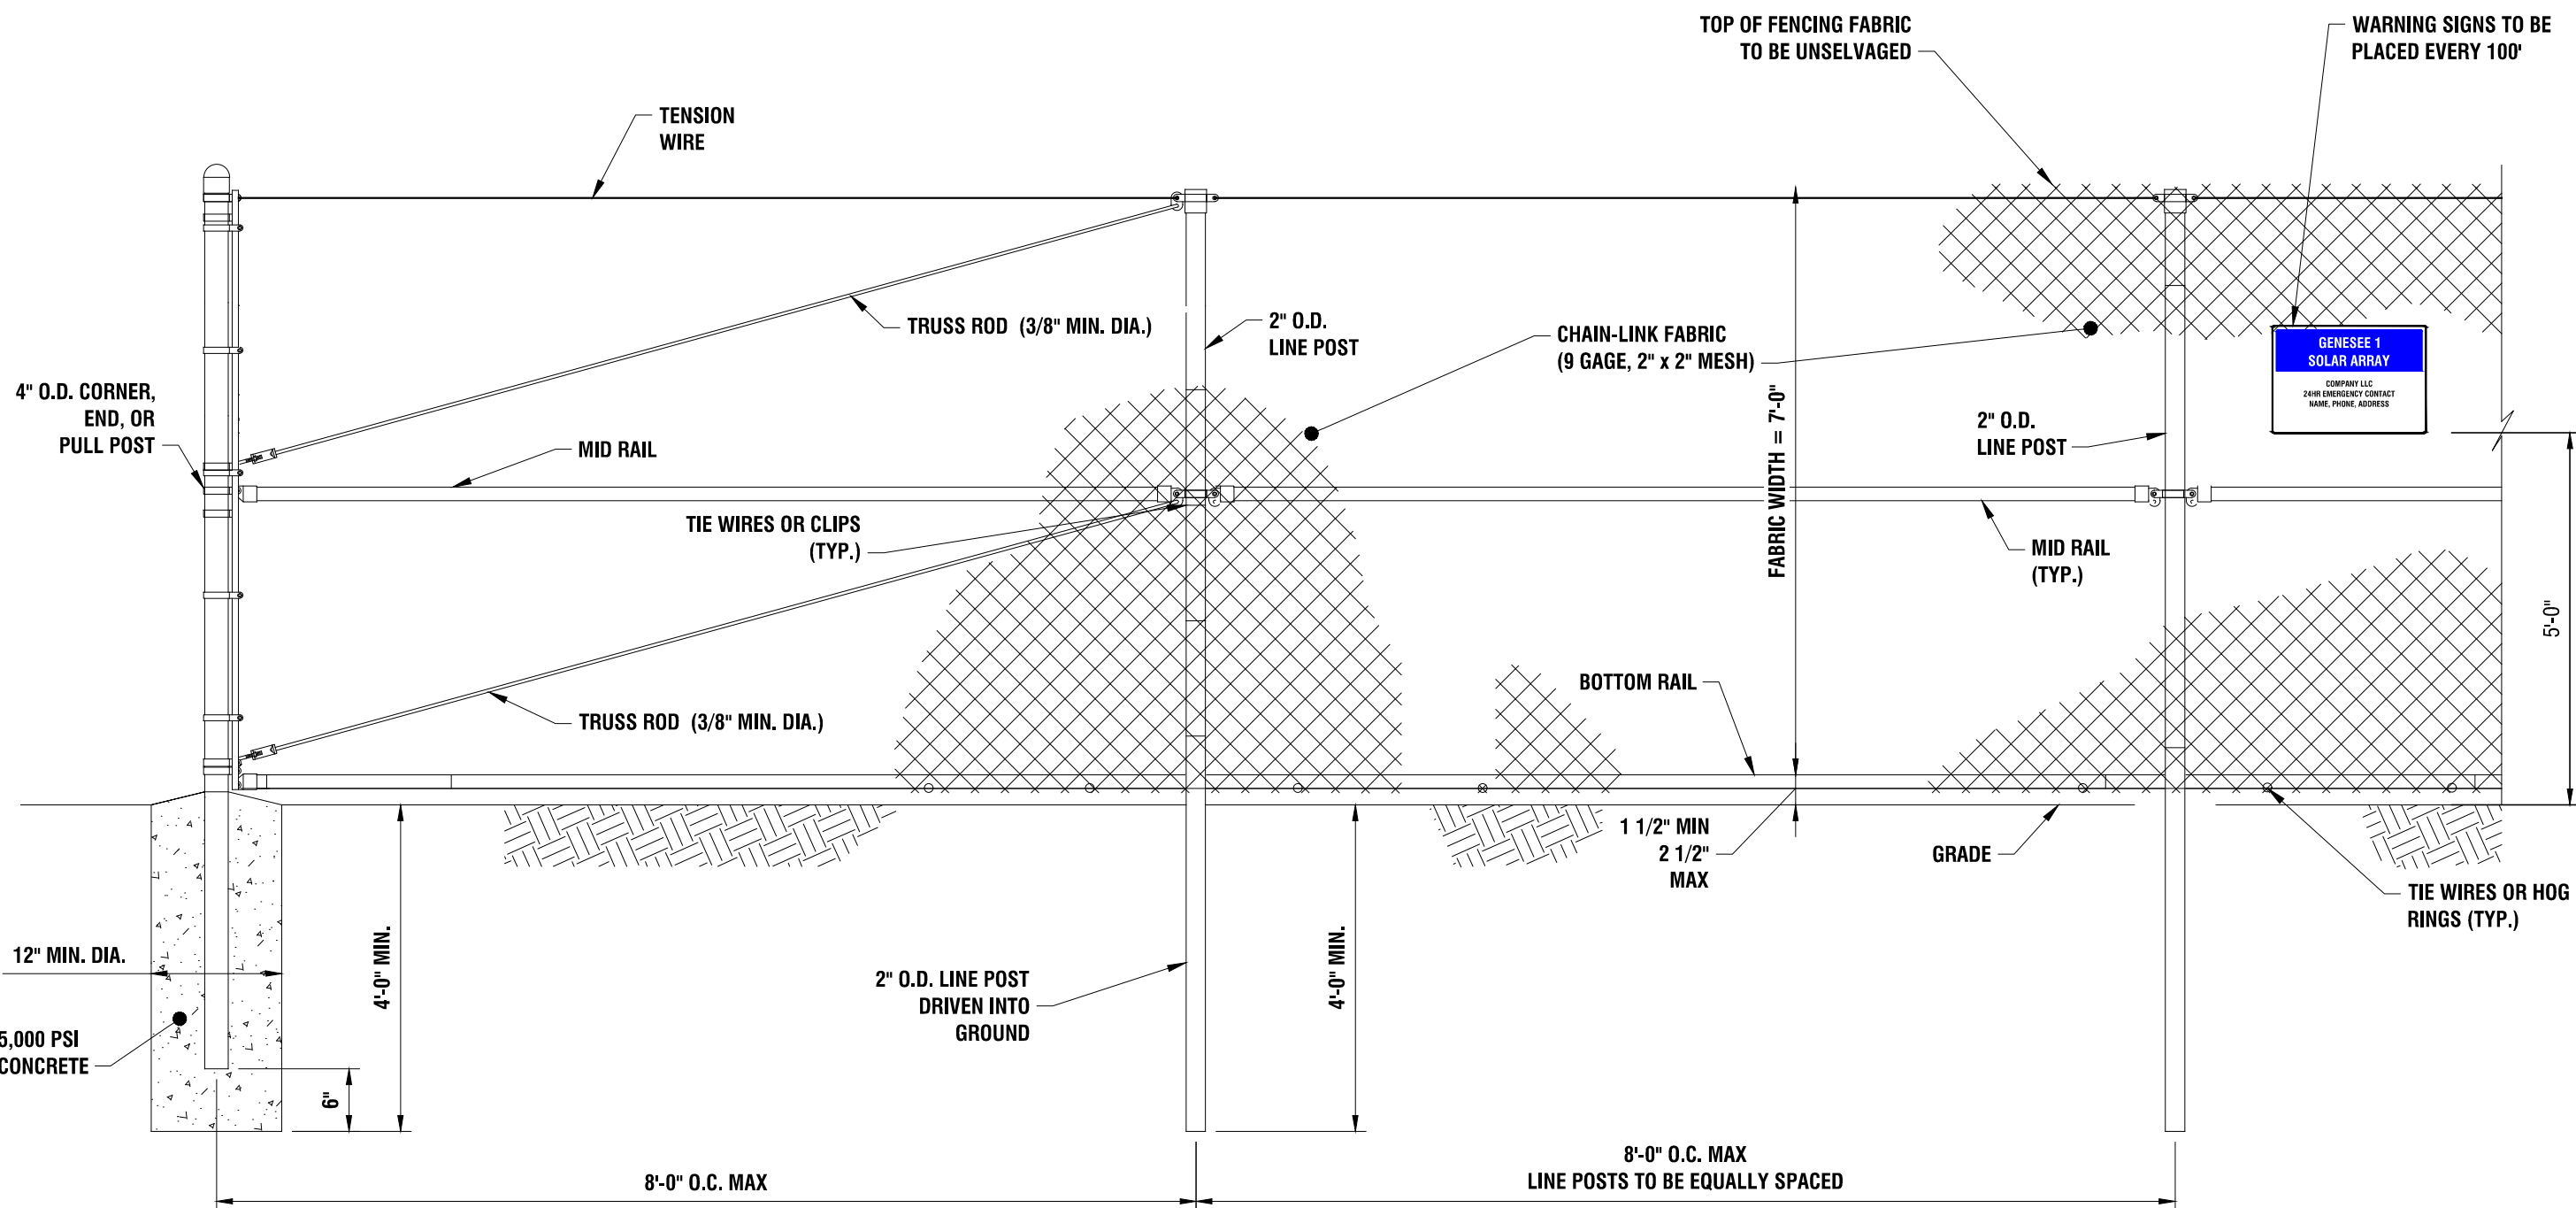 TOP OF FENCING FABRIC
TO BE UNSELVAGED
WARNING SIGNS TO BE
PLACED EVERY 100'
TENSION
WIRE
TRUSS ROD (3/8" MIN. DIA.)
2" O.D.
LINE POST
CHAIN-LINK FABRIC
(9 GAGE, 2" x 2" MESH)
GENESEE 1
SOLAR ARRAY
COMPANY LLC
24HR EMERGENCY CONTACT
NAME, PHONE, ADDRESS
4" O.D. CORNER,
END, OR
PULL POST
MID RAIL
FABRIC WIDTH = 7'-0"
2" O.D.
LINE POST
TIE WIRES OR CLIPS
(TYP.)
MID RAIL
(TYP.)
5'-0"
TRUSS ROD (3/8" MIN. DIA.)
BOTTOM RAIL
1 1/2" MIN
2 1/2"
MAX
GRADE
TIE WIRES OR HOG
RINGS (TYP.)
12" MIN. DIA.
4'-0" MIN.
2" O.D. LINE POST
DRIVEN INTO
GROUND
4'-0" MIN.
5,000 PSI
CONCRETE
6"
8'-0" O.C. MAX
8'-0" O.C. MAX
LINE POSTS TO BE EQUALLY SPACED